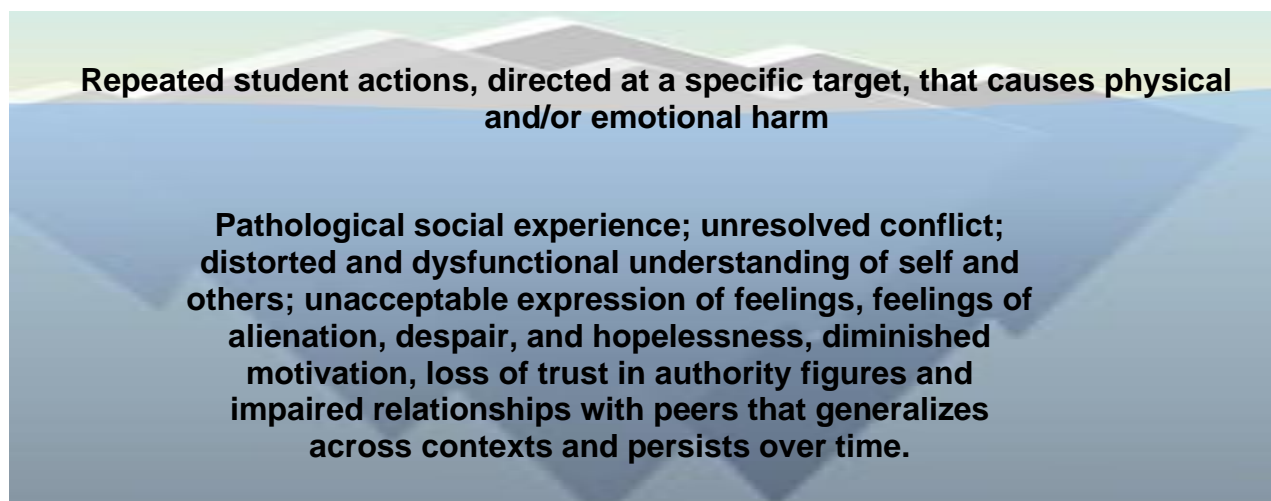 Repeated student actions, directed at a specific target, that causes physical
and/or emotional harm
Pathological social experience; unresolved conflict;
distorted and dysfunctional understanding of self and
others; unacceptable expression of feelings, feelings of
alienation, despair, and hopelessness, diminished
motivation, loss of trust in authority figures and
impaired relationships with peers that generalizes
across contexts and persists over time.